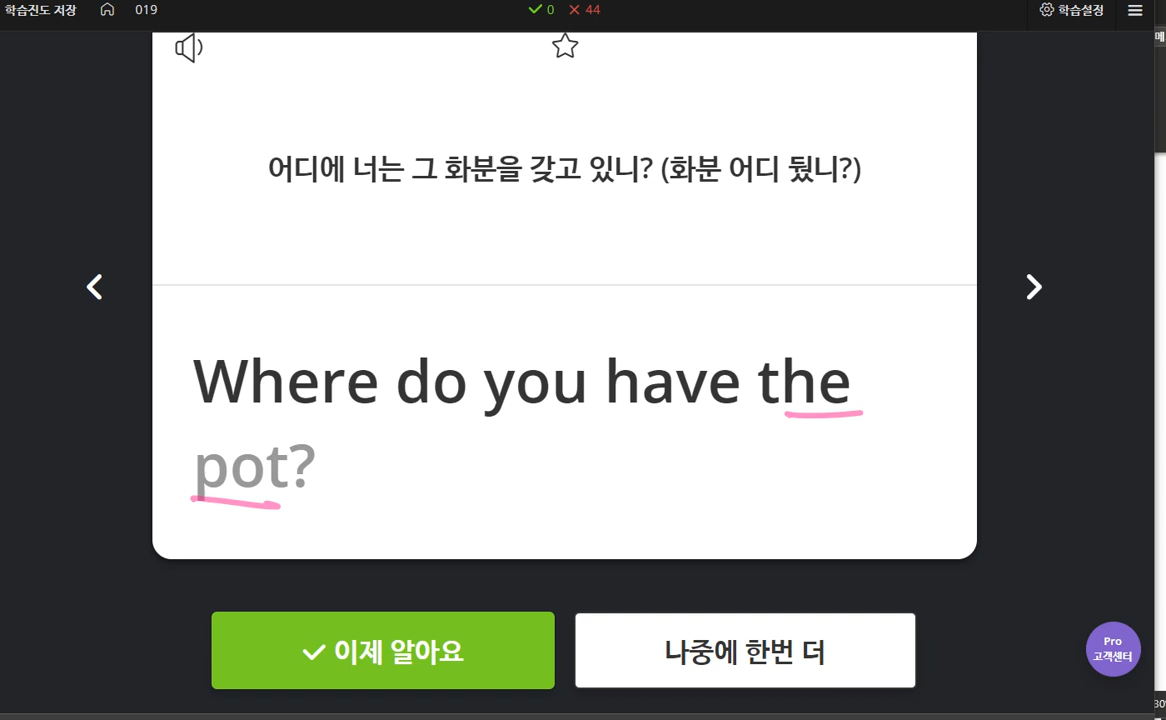 학습진도 저장 019 0 44 학습설정
어디에 너는 그 화분을 갖고 있니? (화분 어디 뒀니?)
Where do you have the
pot?
이제 알아요 나중에 한번 더
Pro
고객센터